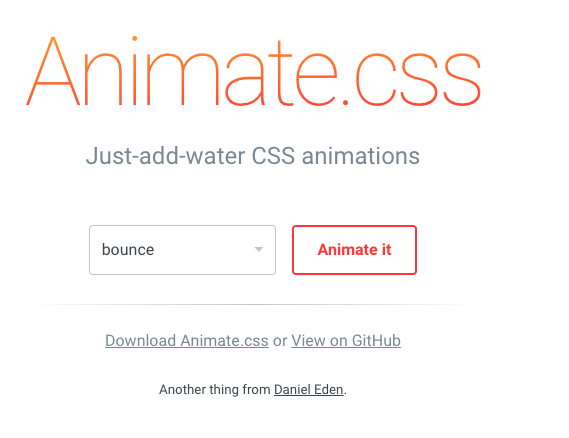 Animate.css
Just-add-water CSS animations
bounce Animate it
Download Animate.css or View on GitHub
Another thing from Daniel Eden.